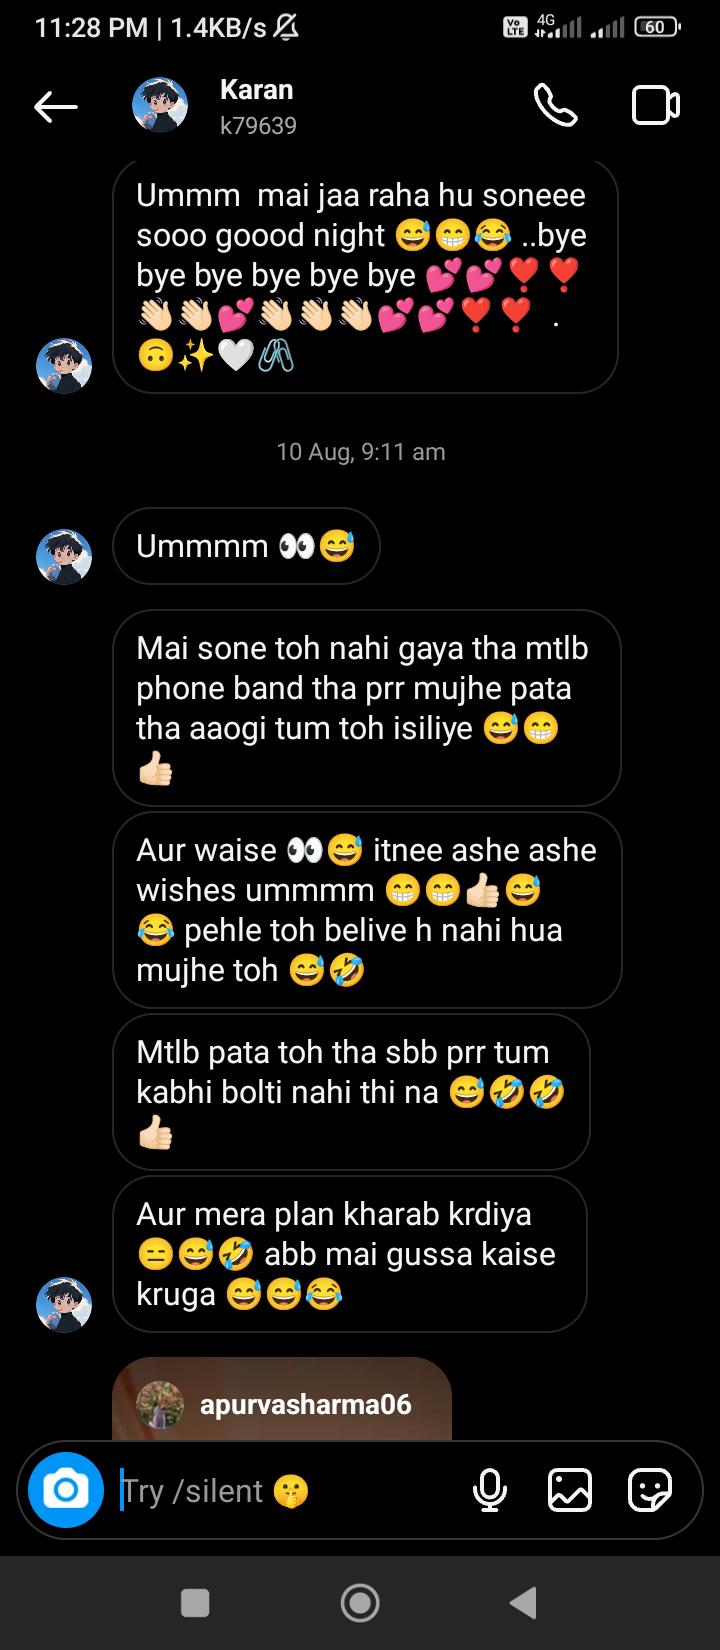 11:28 PM | 1.4KB/s
Vo LTE 4G 60
Karan
k79639
Ummm mai jaa raha hu soneee
sooo goood night 😅😁😂 ..bye
bye bye bye bye bye 💕💕❣️❣️
👋🏻👋🏻💕👋🏻👋🏻👋🏻💕💕❣️❣️ .
🙃✨🤍🖇️
10 Aug, 9:11 am
Ummmm 👀😅
Mai sone toh nahi gaya tha mtlb
phone band tha prr mujhe pata
tha aaogi tum toh isiliye 😅😁
👍🏻
Aur waise 👀😅 itnee ashe ashe
wishes ummmm 😁😁👍🏻😅
😂 pehle toh belive h nahi hua
mujhe toh 😅🤣
Mtlb pata toh tha sbb prr tum
kabhi bolti nahi thi na 😅🤣🤣
👍🏻
Aur mera plan kharab krdiya
😑😅🤣 abb mai gussa kaise
kruga 😅😅😂
apurvasharma06
Try /silent 🤫